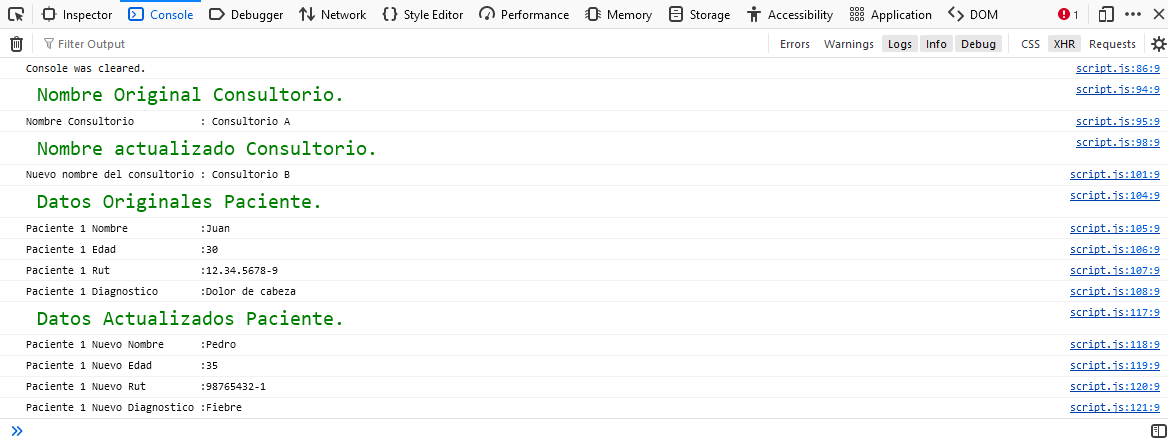 Inspector Console Debugger Network Style Editor Performance Memory Storage Accessibility Application DOM 1
Filter Output Errors Warnings Logs Info Debug CSS XHR Requests
Console was cleared. script.js:86:9
Nombre Original Consultorio. script.js:94:9
Nombre Consultorio : Consultorio A script.js:95:9
Nombre actualizado Consultorio. script.js:98:9
Nuevo nombre del consultorio : Consultorio B script.js:101:9
Datos Originales Paciente. script.js:104:9
Paciente 1 Nombre :Juan script.js:105:9
Paciente 1 Edad :30 script.js:106:9
Paciente 1 Rut :12.34.5678-9 script.js:107:9
Paciente 1 Diagnostico :Dolor de cabeza script.js:108:9
Datos Actualizados Paciente. script.js:117:9
Paciente 1 Nuevo Nombre :Pedro script.js:118:9
Paciente 1 Nuevo Edad :35 script.js:119:9
Paciente 1 Nuevo Rut :98765432-1 script.js:120:9
Paciente 1 Nuevo Diagnostico :Fiebre script.js:121:9